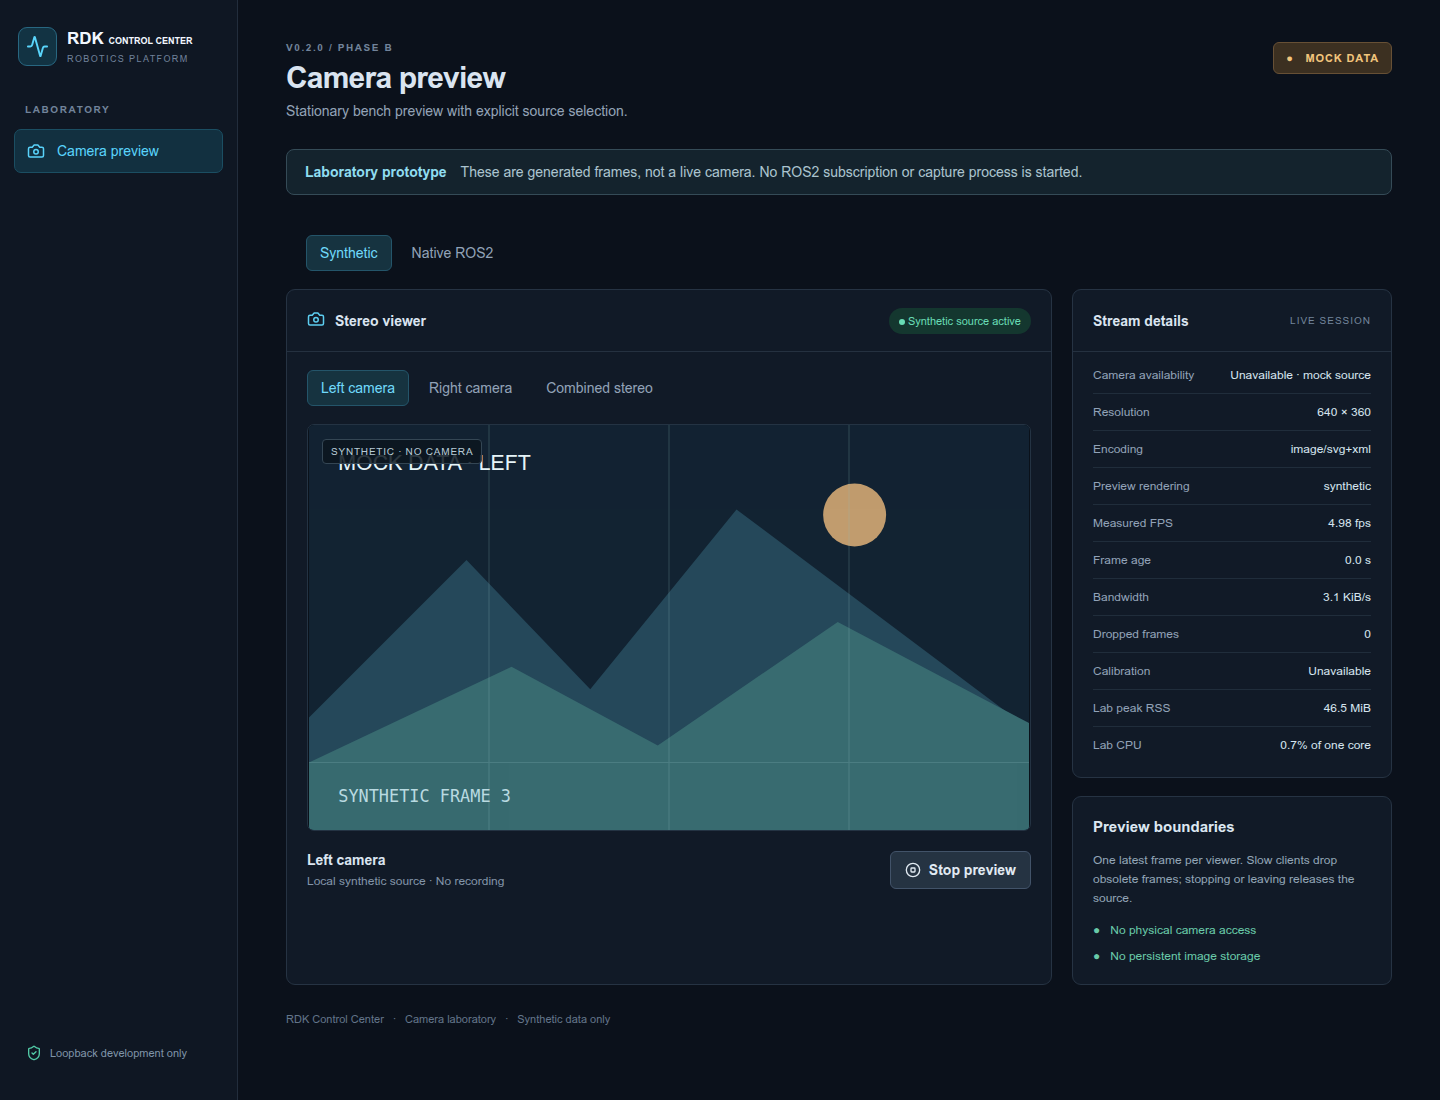 RDK CONTROL CENTER
ROBOTICS PLATFORM
LABORATORY
Camera preview
Loopback development only
V0.2.0 / PHASE B
Camera preview
Stationary bench preview with explicit source selection.
MOCK DATA
Laboratory prototype These are generated frames, not a live camera. No ROS2 subscription or capture process is started.
Synthetic Native ROS2
Stereo viewer
Synthetic source active
Left camera Right camera Combined stereo
SYNTHETIC · NO CAMERA
MOCK DATA · LEFT
SYNTHETIC FRAME 3
Left camera
Local synthetic source · No recording
Stop preview
Stream details LIVE SESSION
Camera availability Unavailable · mock source
Resolution 640 × 360
Encoding image/svg+xml
Preview rendering synthetic
Measured FPS 4.98 fps
Frame age 0.0 s
Bandwidth 3.1 KiB/s
Dropped frames 0
Calibration Unavailable
Lab peak RSS 46.5 MiB
Lab CPU 0.7% of one core
Preview boundaries
One latest frame per viewer. Slow clients drop
obsolete frames; stopping or leaving releases the
source.
No physical camera access
No persistent image storage
RDK Control Center · Camera laboratory · Synthetic data only